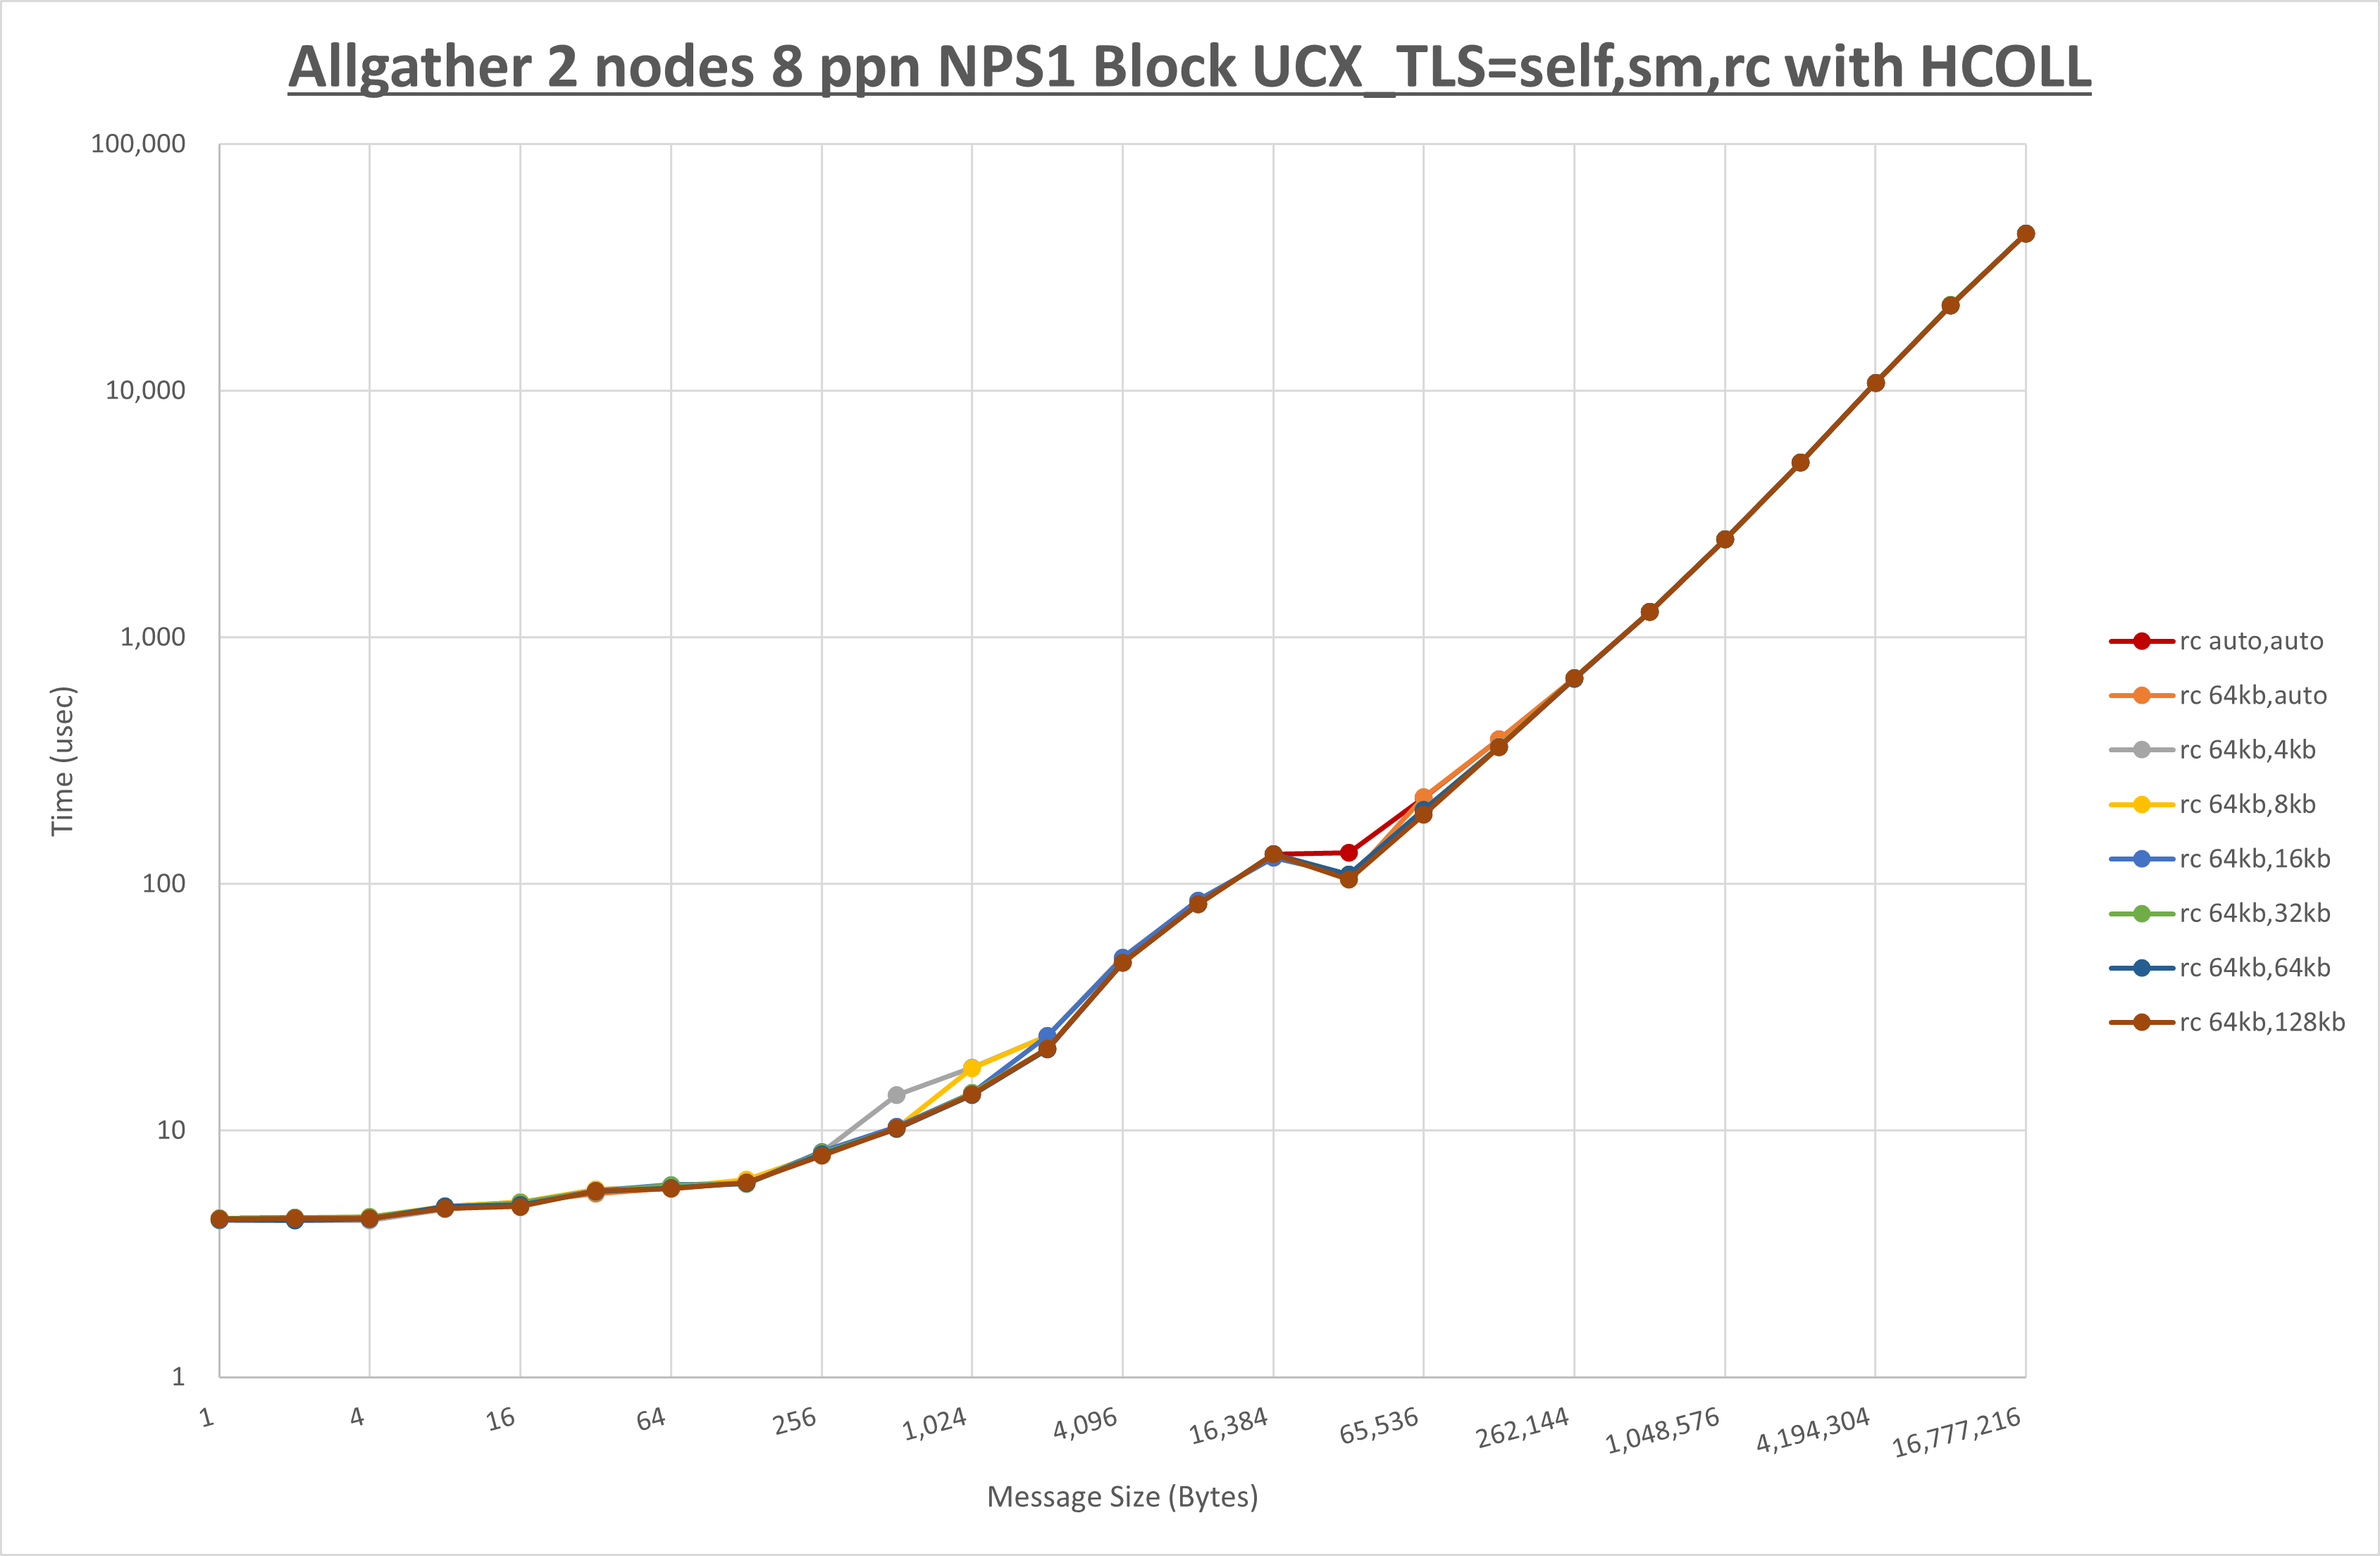 Allgather 2 nodes 8 ppn NPS1 Block UCX_TLS=self,sm,rc with HCOLL
100,000
10,000
1,000
100
10
1
Time (usec)
1
4
16
64
256
1,024
4,096
16,384
65,536
262,144
1,048,576
4,194,304
16,777,216
Message Size (Bytes)
rc auto,auto
rc 64kb,auto
rc 64kb,4kb
rc 64kb,8kb
rc 64kb,16kb
rc 64kb,32kb
rc 64kb,64kb
rc 64kb,128kb